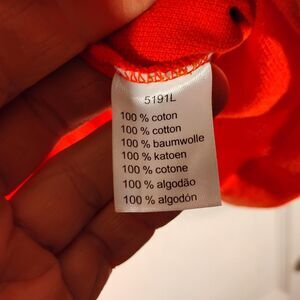 5191L
100 % coton
100 % cotton
100 % baumwolle
100 % katoen
100 % cotone
100 % algodão
100 % algodón